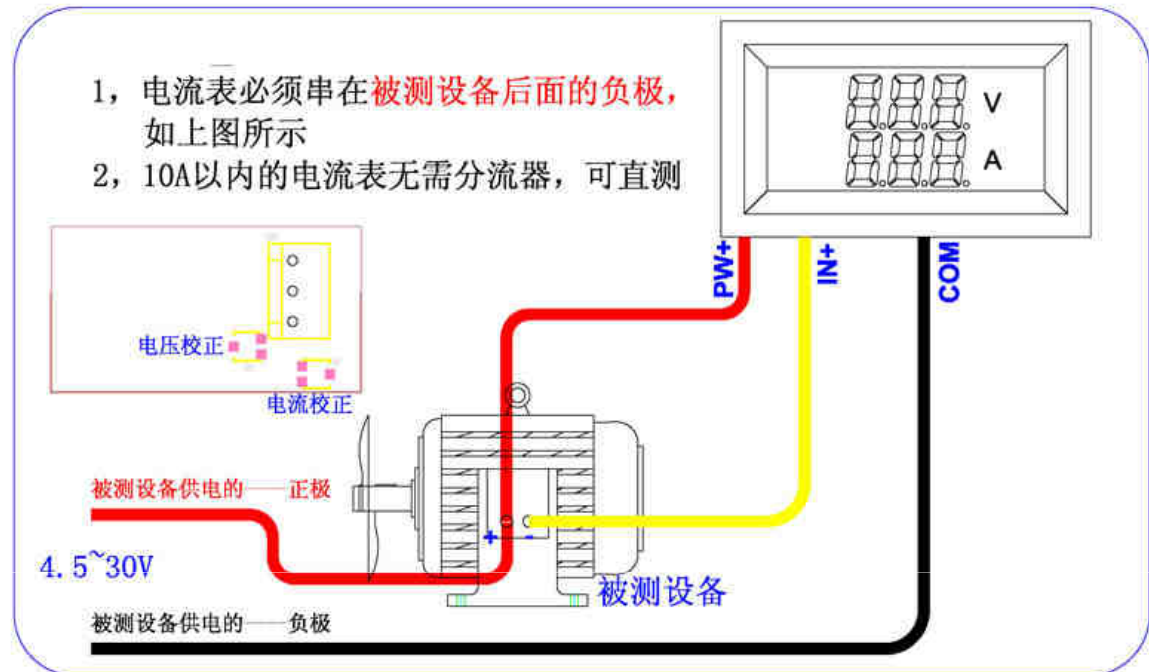 1，电流表必须串在被测设备后面的负极，
如上图所示
2，10A以内的电流表无需分流器，可直测
V
A
PW+
IN+
COM
电压校正
电流校正
被测设备供电的——正极
+ -
4.5~30V
被测设备
被测设备供电的——负极